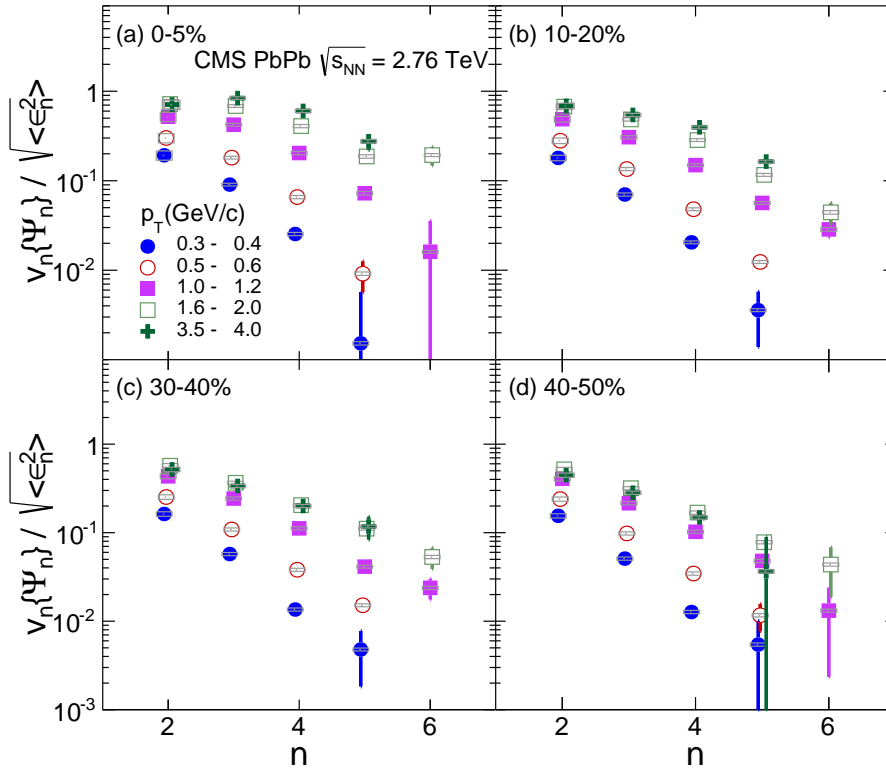 (a) 0-5%
CMS PbPb √s_NN = 2.76 TeV
(b) 10-20%
v_n{Ψ_n} / √<ϵ_n^2>
1
10^-1
10^-2
p_T(GeV/c)
0.3 - 0.4
0.5 - 0.6
1.0 - 1.2
1.6 - 2.0
3.5 - 4.0
(c) 30-40%
(d) 40-50%
v_n{Ψ_n} / √<ϵ_n^2>
1
10^-1
10^-2
10^-3
2 4 6
2 4 6
n
n